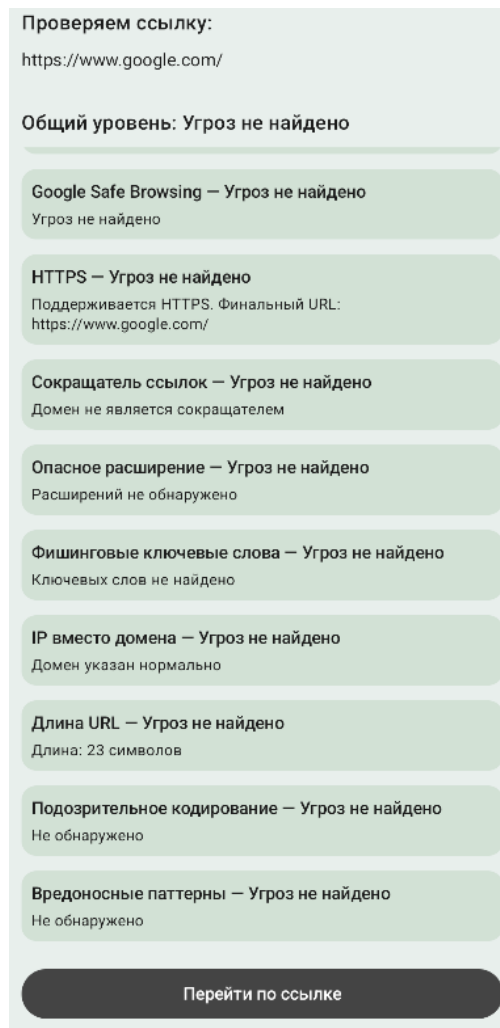 Проверяем ссылку:
https://www.google.com/
Общий уровень: Угроз не найдено
Google Safe Browsing — Угроз не найдено
Угроз не найдено
HTTPS — Угроз не найдено
Поддерживается HTTPS. Финальный URL:
https://www.google.com/
Сокращатель ссылок — Угроз не найдено
Домен не является сокращателем
Опасное расширение — Угроз не найдено
Расширений не обнаружено
Фишинговые ключевые слова — Угроз не найдено
Ключевых слов не найдено
IP вместо домена — Угроз не найдено
Домен указан нормально
Длина URL — Угроз не найдено
Длина: 23 символов
Подозрительное кодирование — Угроз не найдено
Не обнаружено
Вредоносные паттерны — Угроз не найдено
Не обнаружено
Перейти по ссылке